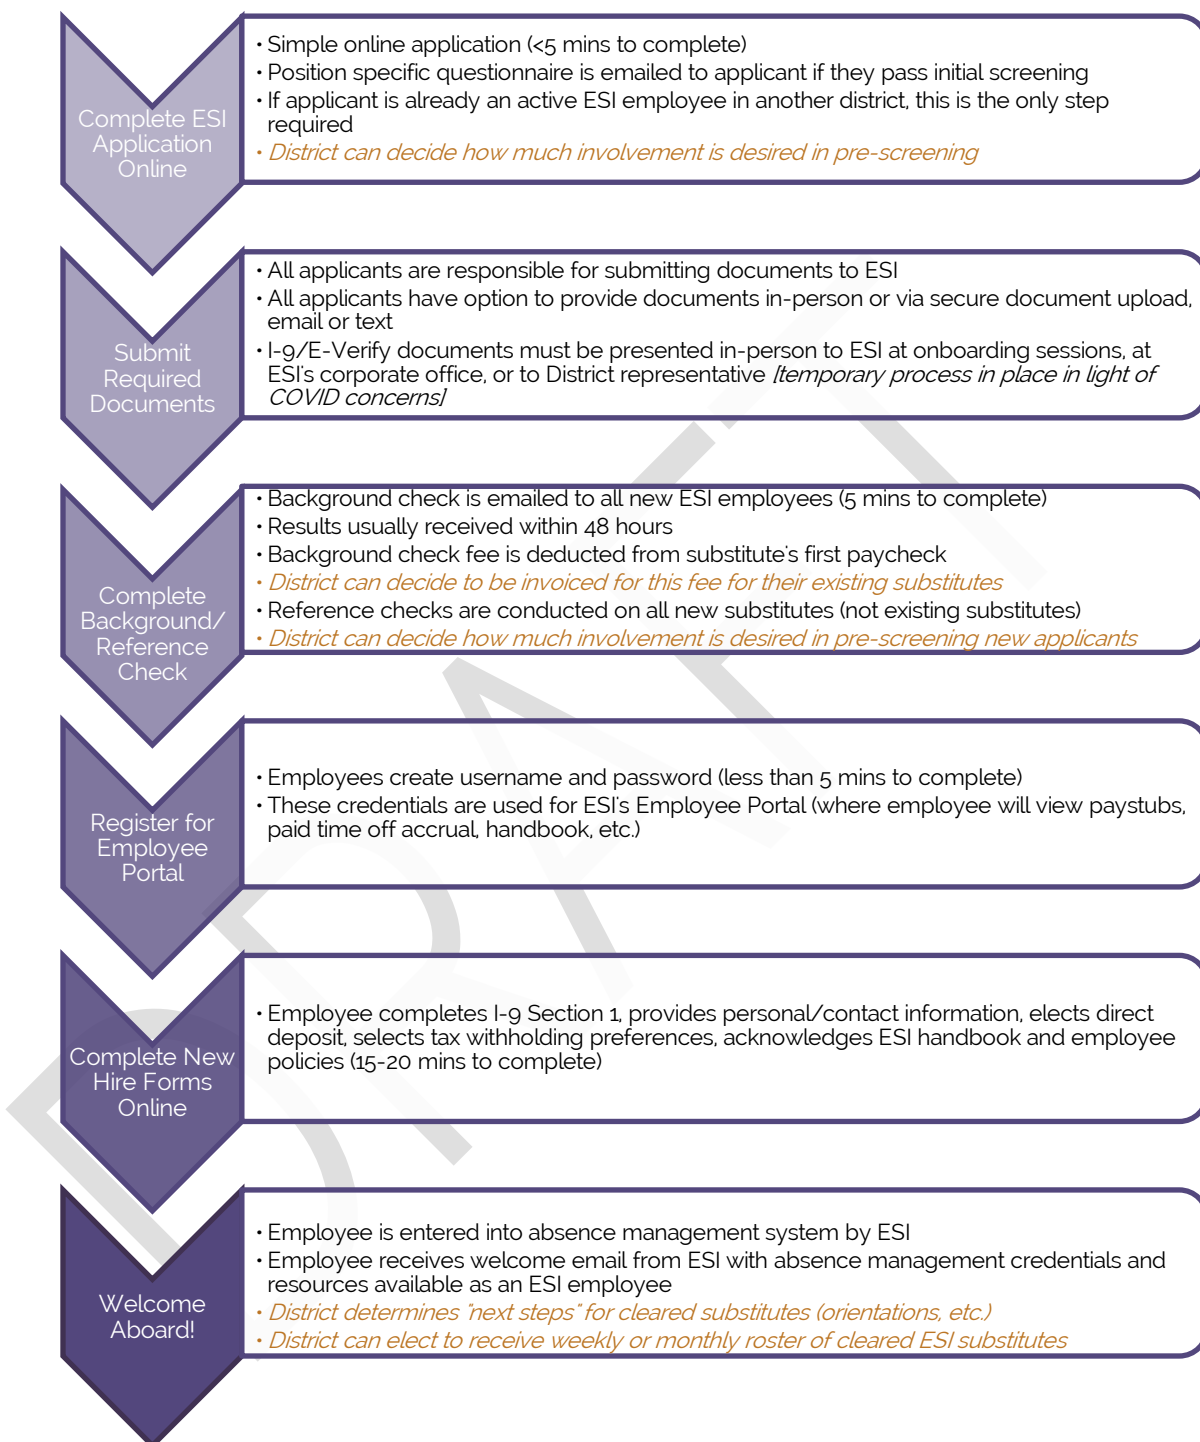 Complete ESI
Application
Online
• Simple online application (<5 mins to complete)
• Position specific questionnaire is emailed to applicant if they pass initial screening
• If applicant is already an active ESI employee in another district, this is the only step
required
• District can decide how much involvement is desired in pre-screening
Submit
Required
Documents
• All applicants are responsible for submitting documents to ESI
• All applicants have option to provide documents in-person or via secure document upload,
email or text
• I-9/E-Verify documents must be presented in-person to ESI at onboarding sessions, at
ESI's corporate office, or to District representative [temporary process in place in light of
COVID concerns]
Complete
Background/
Reference
Check
• Background check is emailed to all new ESI employees (5 mins to complete)
• Results usually received within 48 hours
• Background check fee is deducted from substitute's first paycheck
• District can decide to be invoiced for this fee for their existing substitutes
• Reference checks are conducted on all new substitutes (not existing substitutes)
• District can decide how much involvement is desired in pre-screening new applicants
Register for
Employee
Portal
• Employees create username and password (less than 5 mins to complete)
• These credentials are used for ESI's Employee Portal (where employee will view paystubs,
paid time off accrual, handbook, etc.)
Complete New
Hire Forms
Online
• Employee completes I-9 Section 1, provides personal/contact information, elects direct
deposit, selects tax withholding preferences, acknowledges ESI handbook and employee
policies (15-20 mins to complete)
Welcome
Aboard!
• Employee is entered into absence management system by ESI
• Employee receives welcome email from ESI with absence management credentials and
resources available as an ESI employee
• District determines "next steps" for cleared substitutes (orientations, etc.)
• District can elect to receive weekly or monthly roster of cleared ESI substitutes
DRAFT